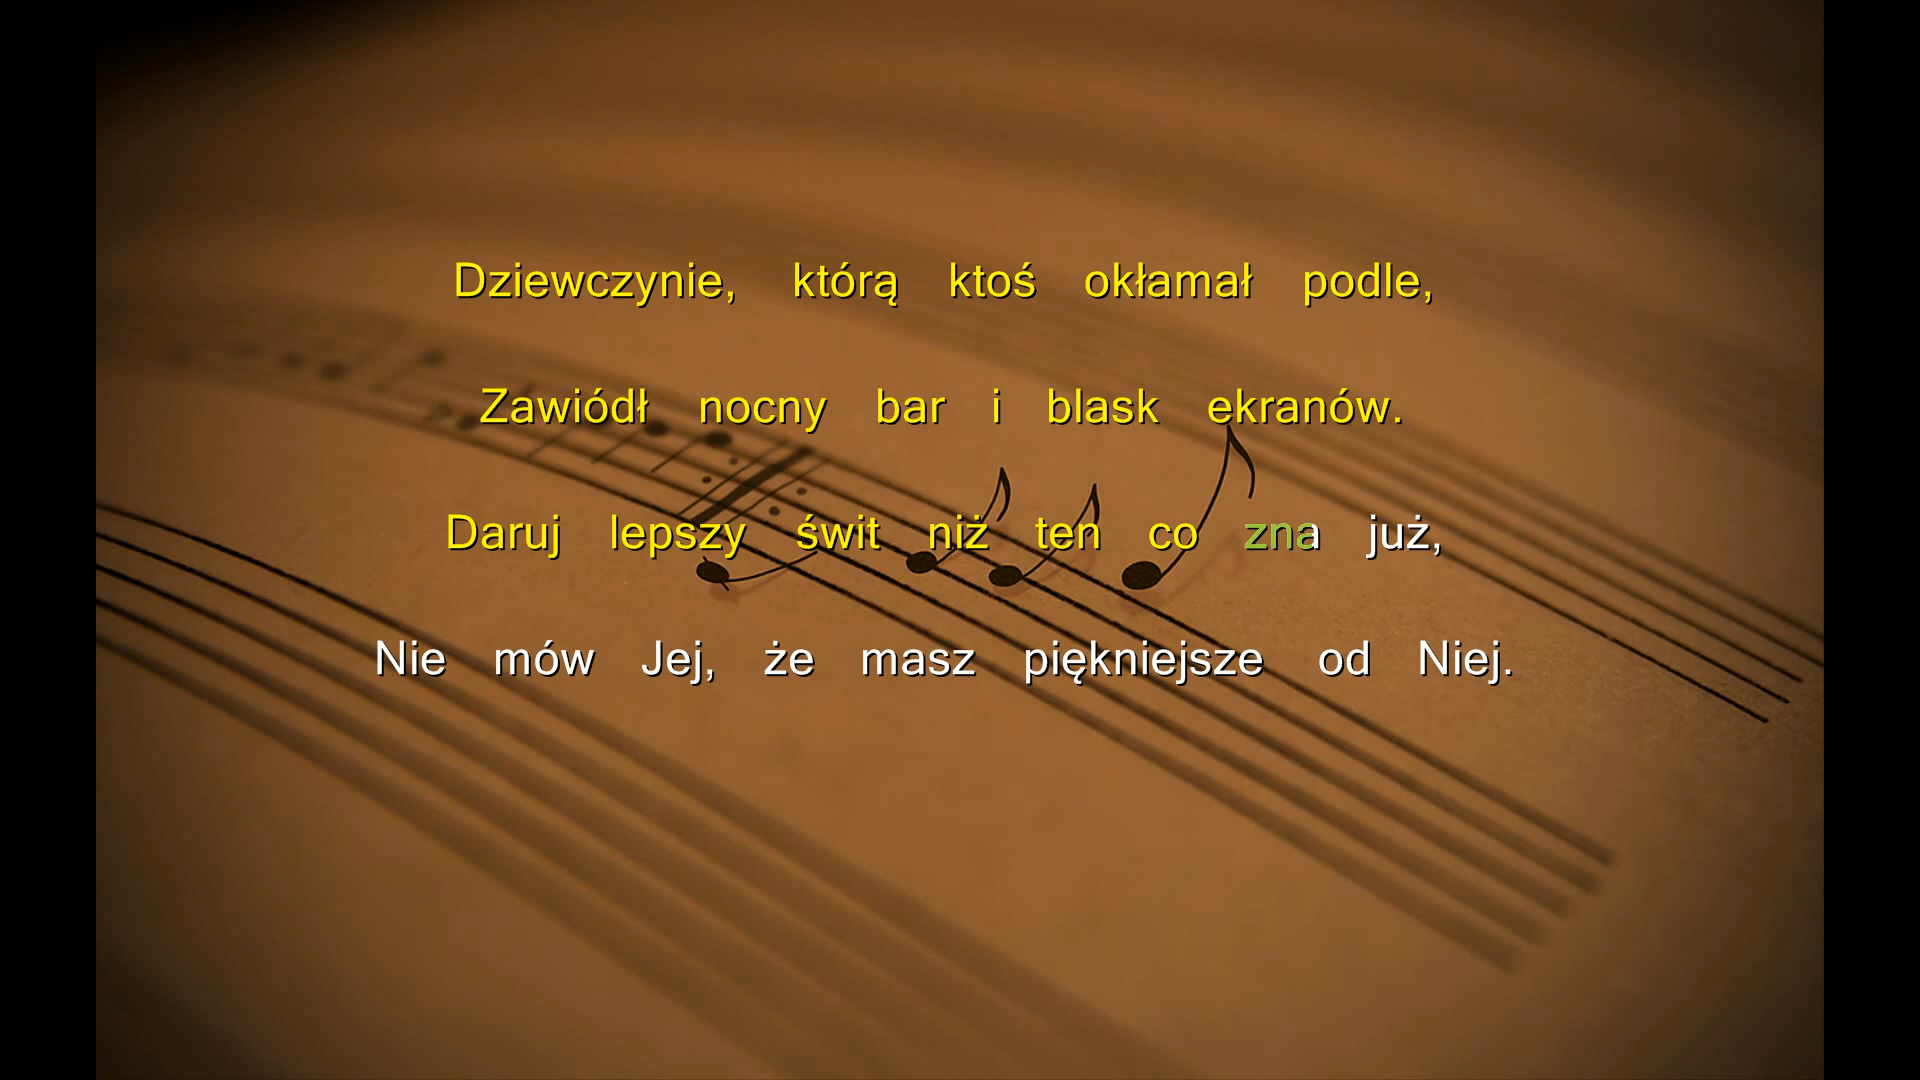 Dziewczynie, którą ktoś okłamał podle,
Zawiódł nocny bar i blask ekranów.
Daruj lepszy świt niż ten co zna już,
Nie mów Jej, że masz piękniejsze od Niej.